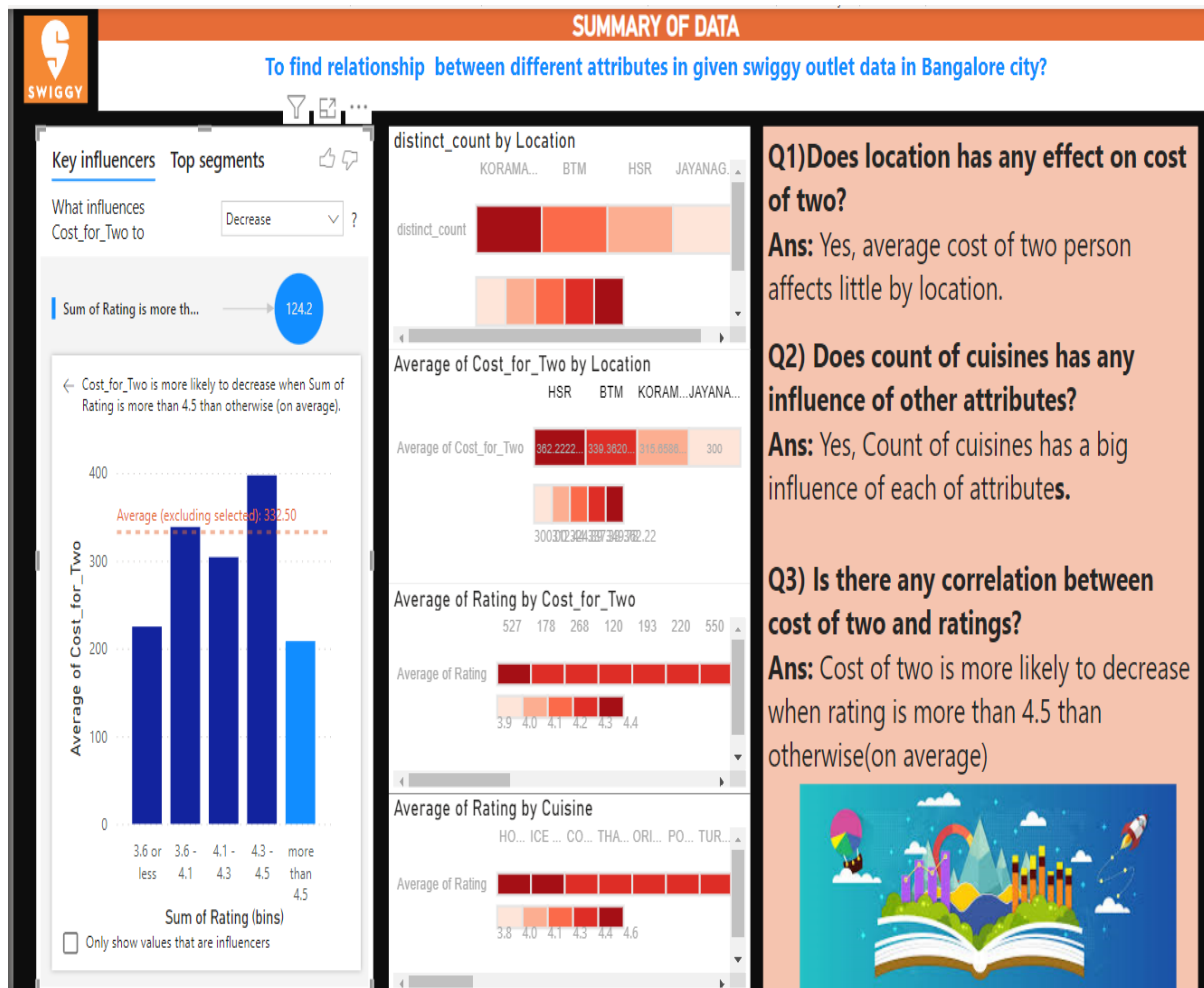 SUMMARY OF DATA
SWIGGY
To find relationship between different attributes in given swiggy outlet data in Bangalore city?
Key influencers Top segments
What influences
Cost_for_Two to
Decrease
?
Sum of Rating is more th...
124.2
Cost_for_Two is more likely to decrease when Sum of
Rating is more than 4.5 than otherwise (on average).
400
Average (excluding selected): 332.50
300
200
100
0
Average of Cost_for_Two
3.6 or
less
3.6 -
4.1
4.1 -
4.3
4.3 -
4.5
more
than
4.5
Sum of Rating (bins)
Only show values that are influencers
distinct_count by Location
KORAMA... BTM HSR JAYANAG.
distinct_count
Average of Cost_for_Two by Location
HSR BTM KORAM... JAYANA...
Average of Cost_for_Two 362.2222... 339.3620... 300
Average of Rating by Cost_for_Two
527 178 268 120 193 220 550
Average of Rating
3.9 4.0 4.1 4.2 4.3 4.4
Average of Rating by Cuisine
HO... ICE ... CO... THA... ORI... PO... TUR...
Average of Rating
3.8 4.0 4.1 4.3 4.4 4.6
Q1)Does location has any effect on cost
of two?
Ans: Yes, average cost of two person
affects little by location.
Q2) Does count of cuisines has any
influence of other attributes?
Ans: Yes, Count of cuisines has a big
influence of each of attributes.
Q3) Is there any correlation between
cost of two and ratings?
Ans: Cost of two is more likely to decrease
when rating is more than 4.5 than
otherwise(on average)